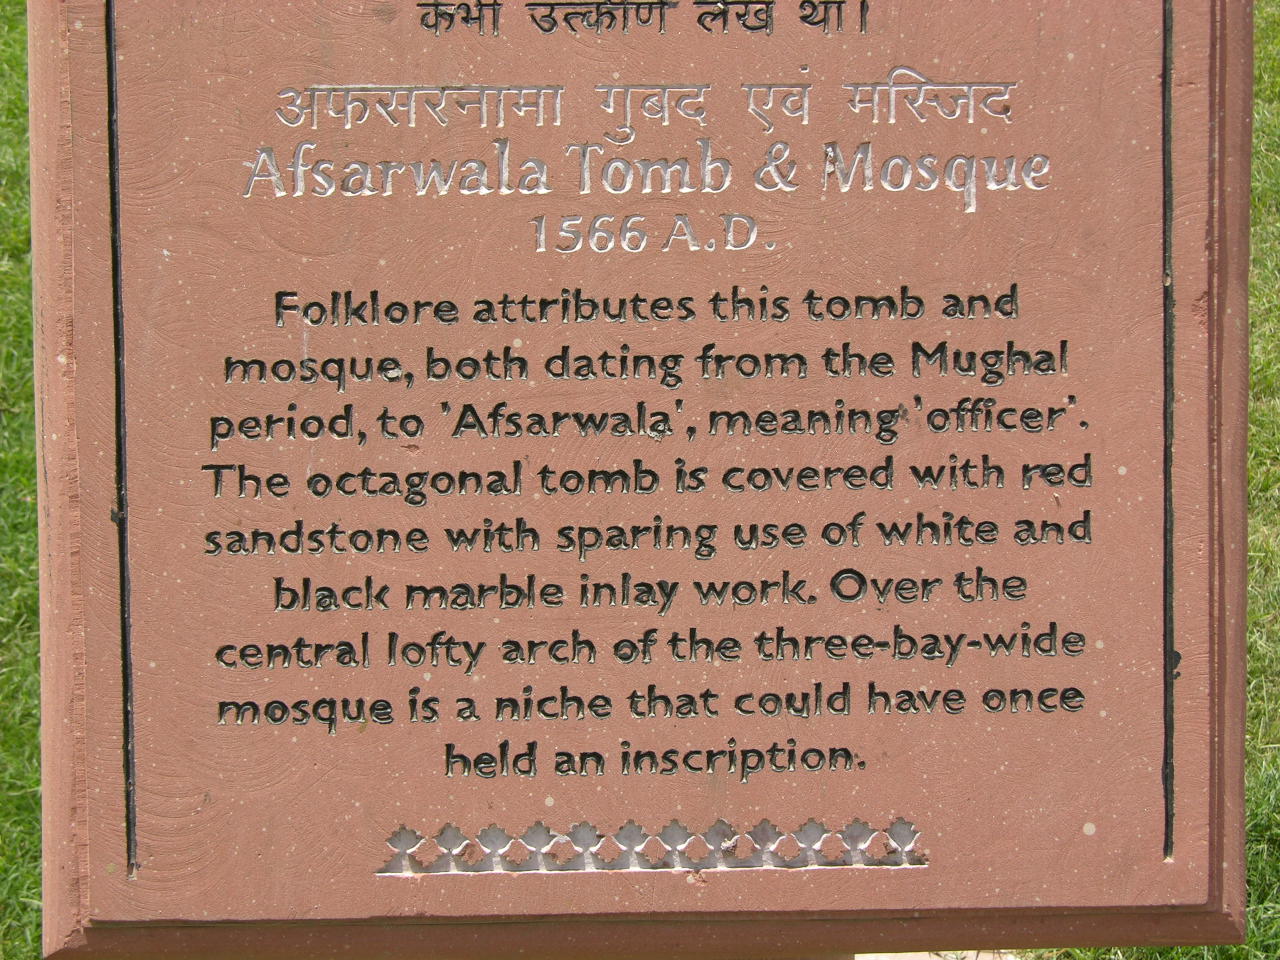 कभी उत्कीर्ण लेख था।
अफसरनामा गुबद एवं मस्जिद
Afsarwala Tomb & Mosque
1566 A.D.
Folklore attributes this tomb and
mosque, both dating from the Mughal
period, to 'Afsarwala', meaning 'officer'.
The octagonal tomb is covered with red
sandstone with sparing use of white and
black marble inlay work. Over the
central lofty arch of the three-bay-wide
mosque is a niche that could have once
held an inscription.